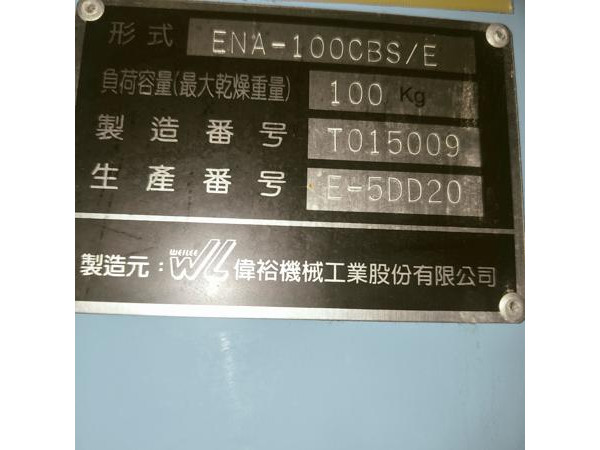 形式 ENA-100CBS/E
負荷容量(最大乾燥重量) 100 Kg
製造番号 T015009
生產番号 E-5DD20
製造元：WEILEE WL 偉裕機械工業股份有限公司